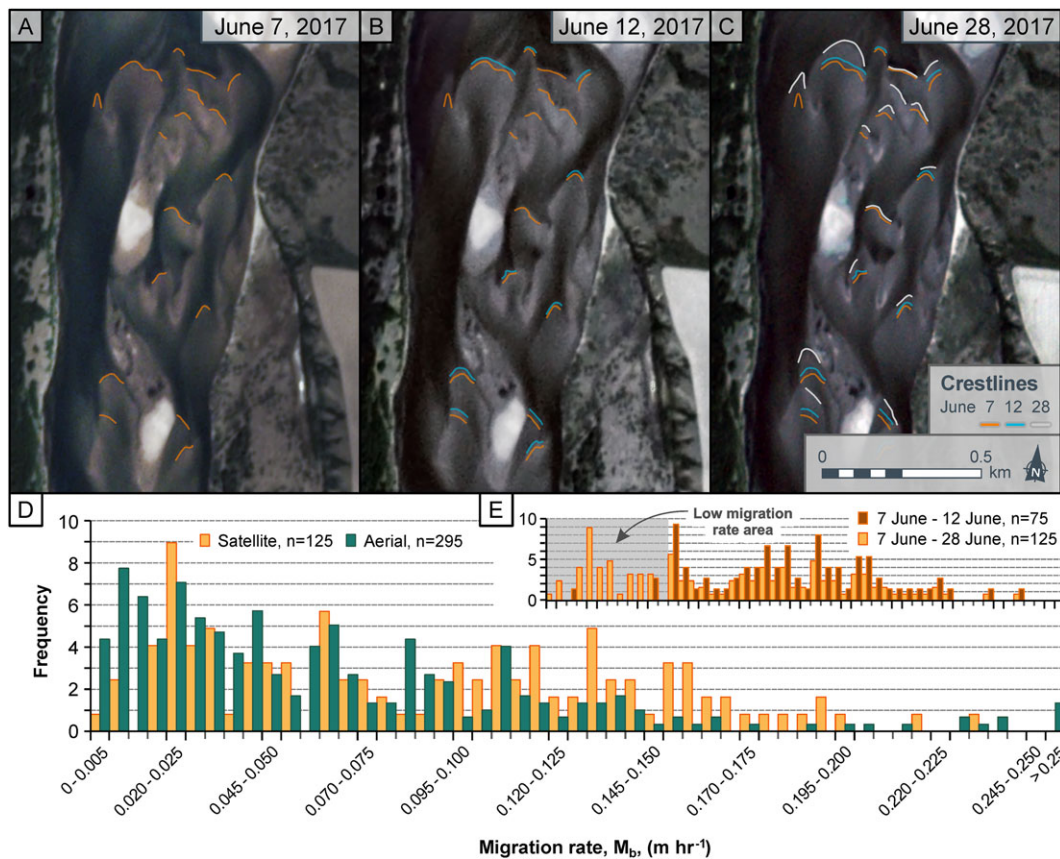 A
June 7, 2017
B
June 12, 2017
C
June 28, 2017
Crestlines
June 7 12 28
0 0.5
km
N
D
Satellite, n=125
Aerial, n=295
10
8
6
4
2
0
Frequency
E
Low migration
rate area
7 June - 12 June, n=75
7 June - 28 June, n=125
10
5
0
0 - 0.005
0.020 - 0.025
0.045 - 0.050
0.070 - 0.075
0.095 - 0.100
0.120 - 0.125
0.145 - 0.150
0.170 - 0.175
0.195 - 0.200
0.220 - 0.225
0.245 - 0.250
Migration rate, Mb, (m hr⁻¹)